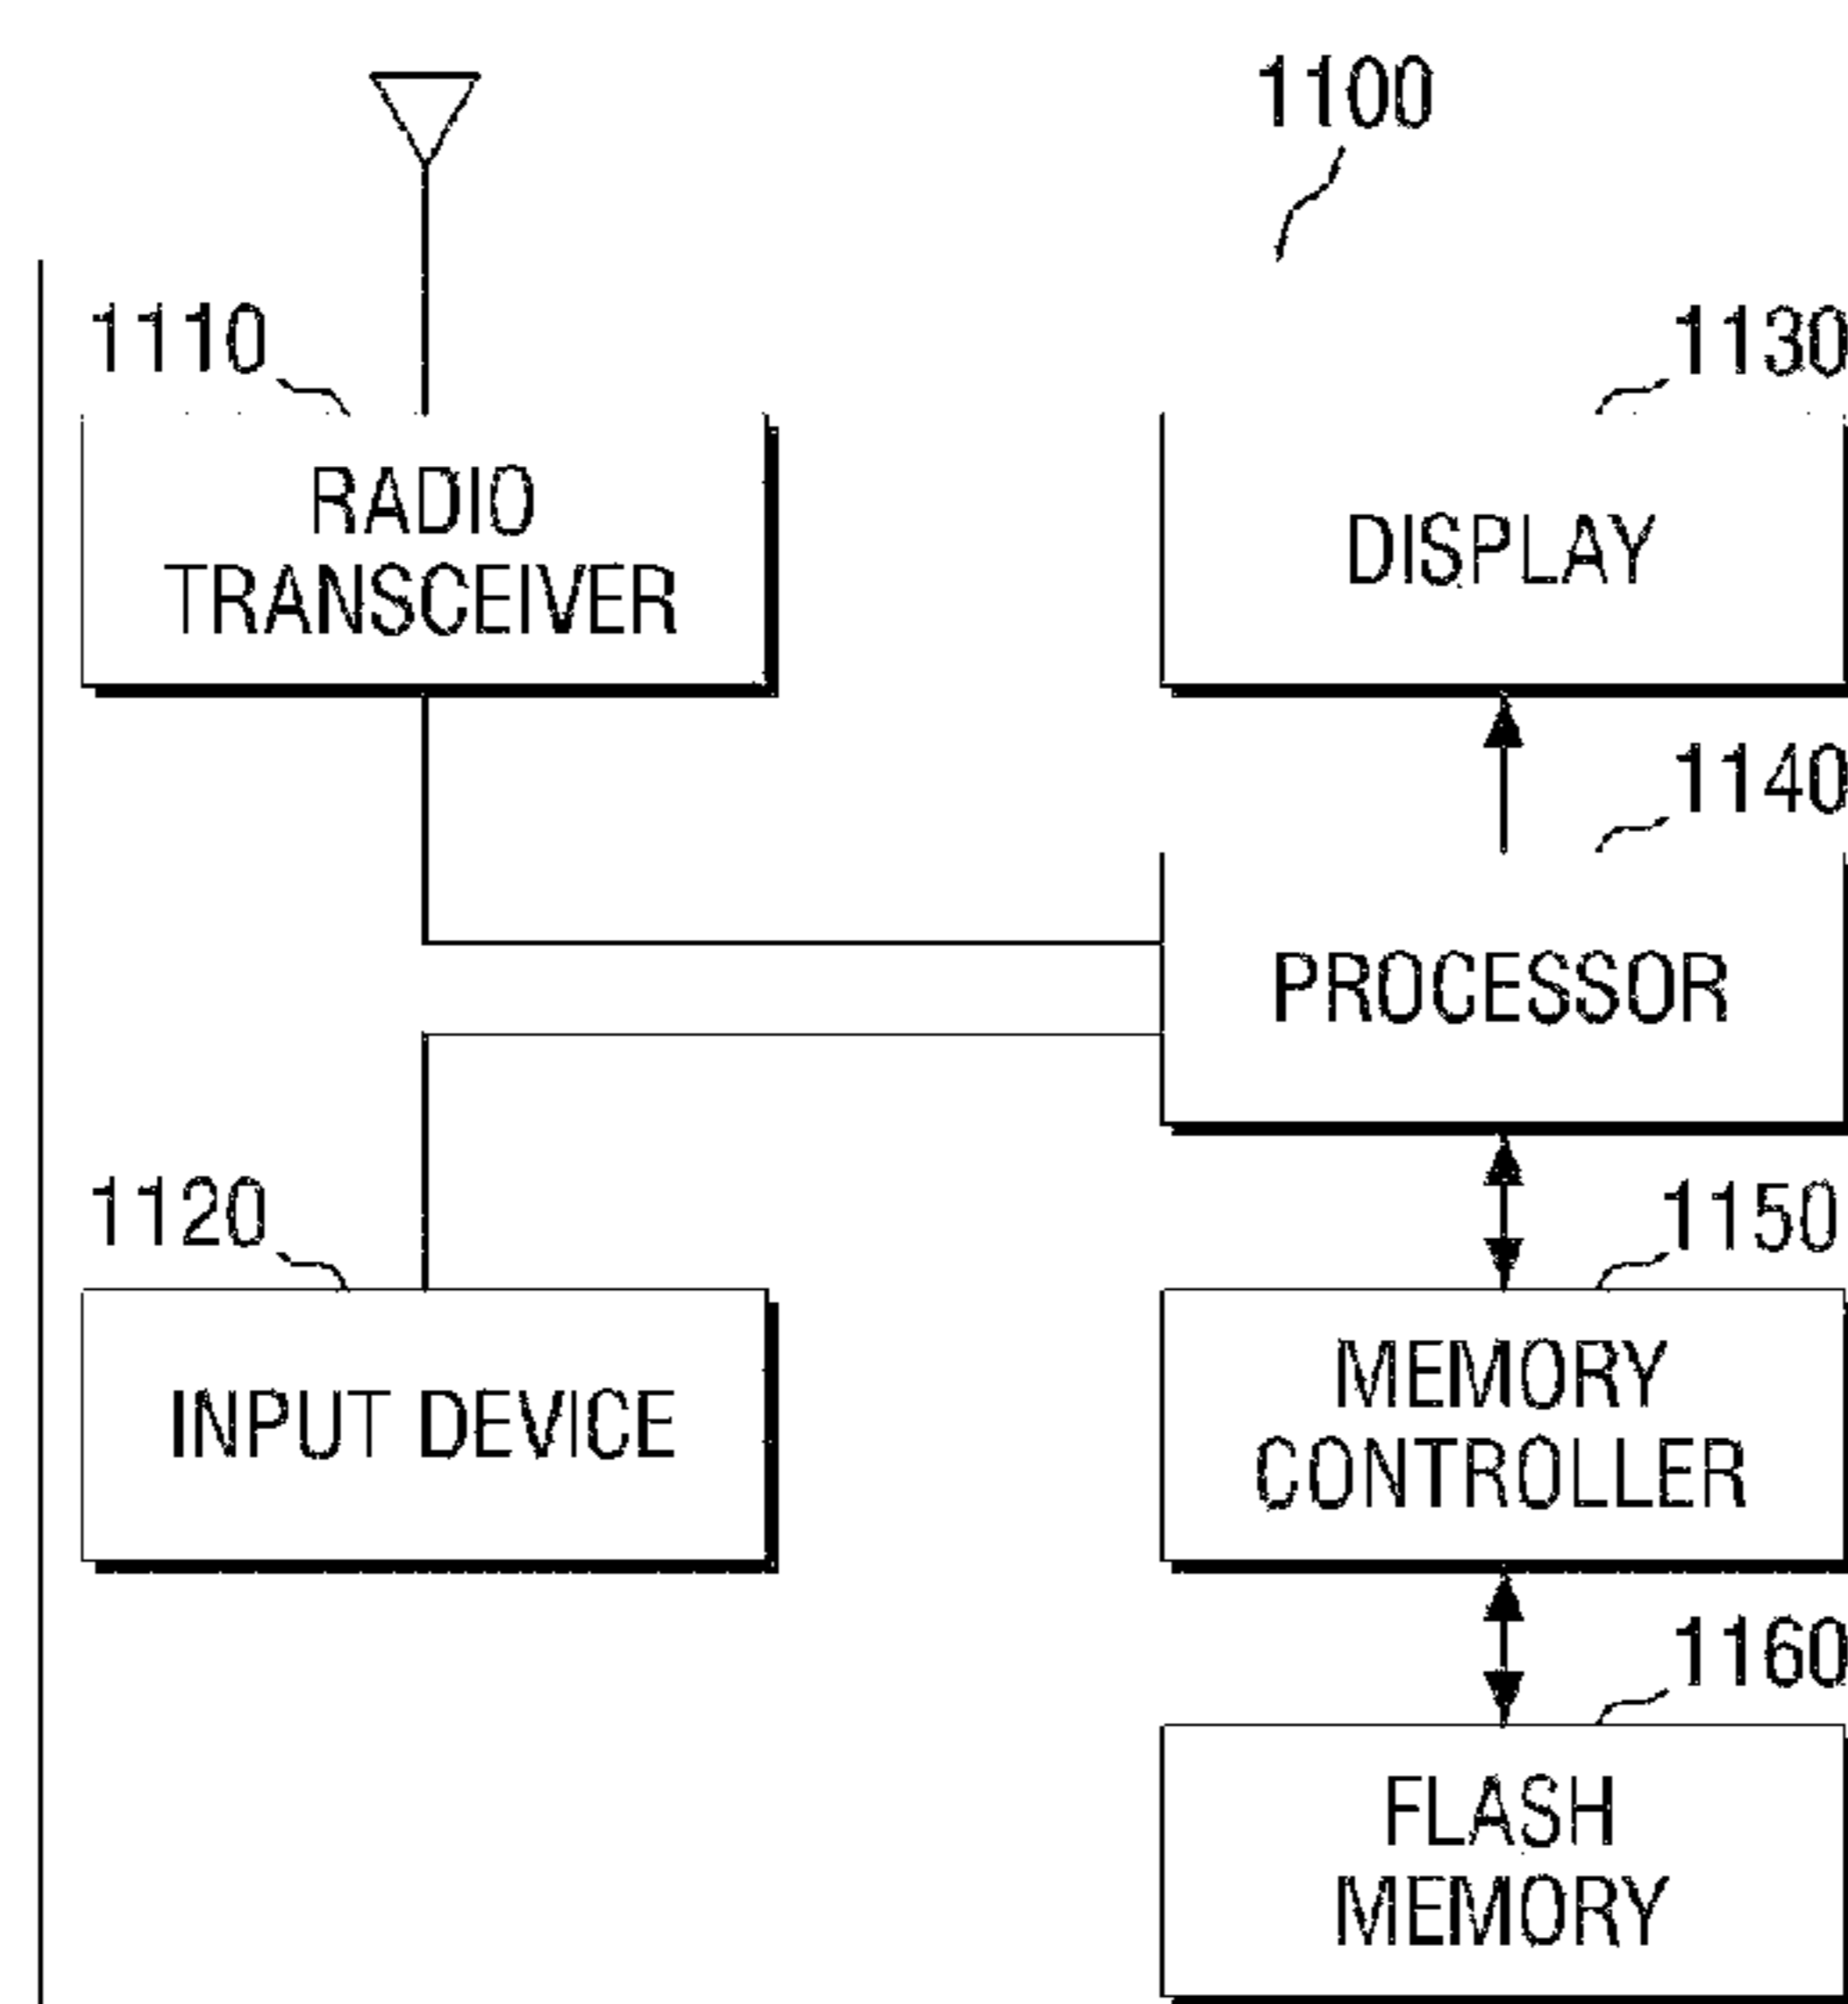 1100
1110
1130
RADIO
TRANSCEIVER
DISPLAY
1140
PROCESSOR
1120
1150
INPUT DEVICE
MEMORY
CONTROLLER
1160
FLASH
MEMORY